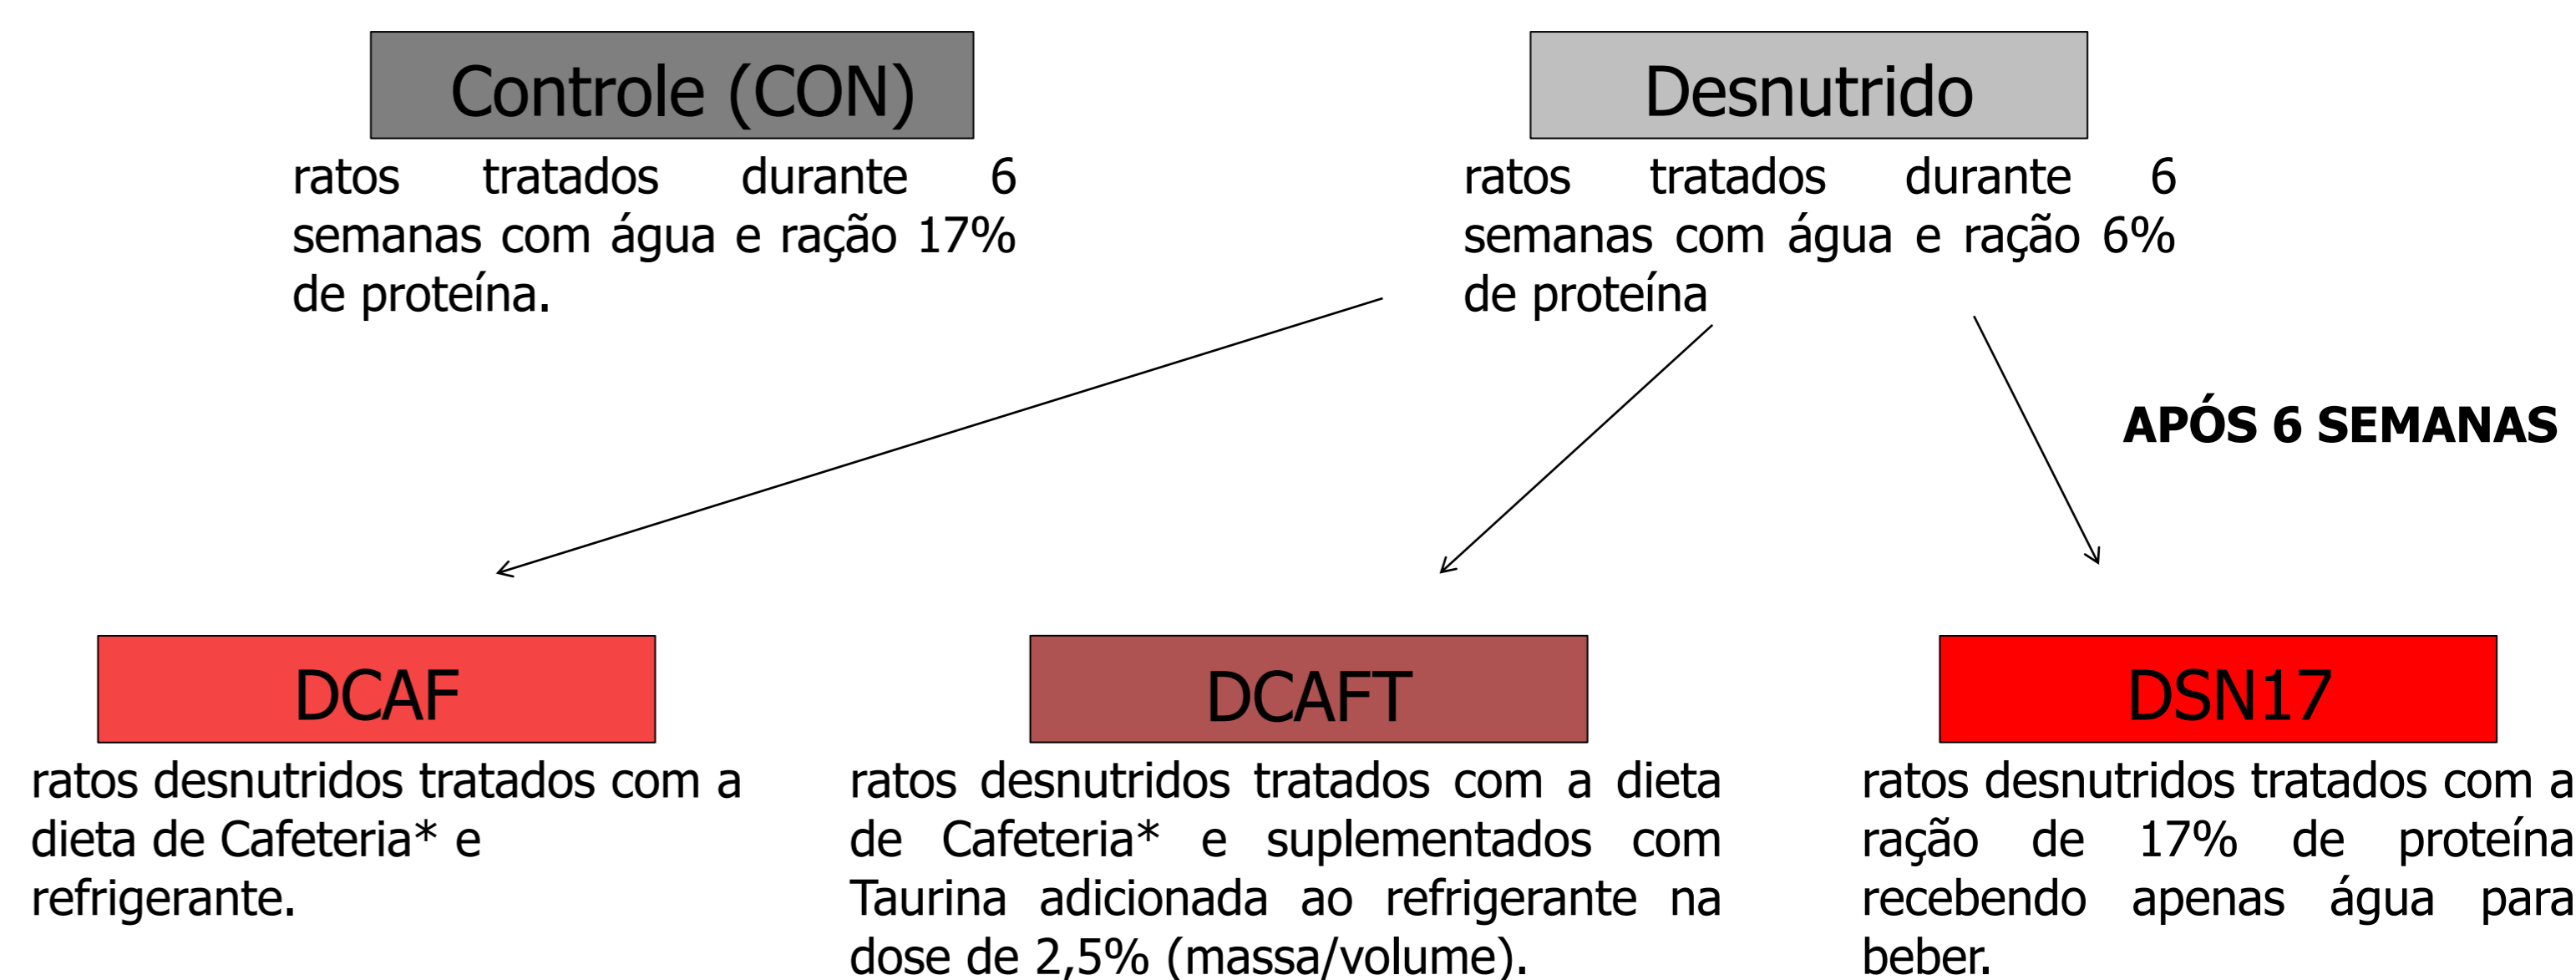 Controle (CON)
ratos tratados durante 6
semanas com água e ração 17%
de proteína.
Desnutrido
ratos tratados durante 6
semanas com água e ração 6%
de proteína
APÓS 6 SEMANAS
DCAF
ratos desnutridos tratados com a
dieta de Cafeteria* e
refrigerante.
DCAFT
ratos desnutridos tratados com a dieta
de Cafeteria* e suplementados com
Taurina adicionada ao refrigerante na
dose de 2,5% (massa/volume).
DSN17
ratos desnutridos tratados com a
ração de 17% de proteína
recebendo apenas água para
beber.